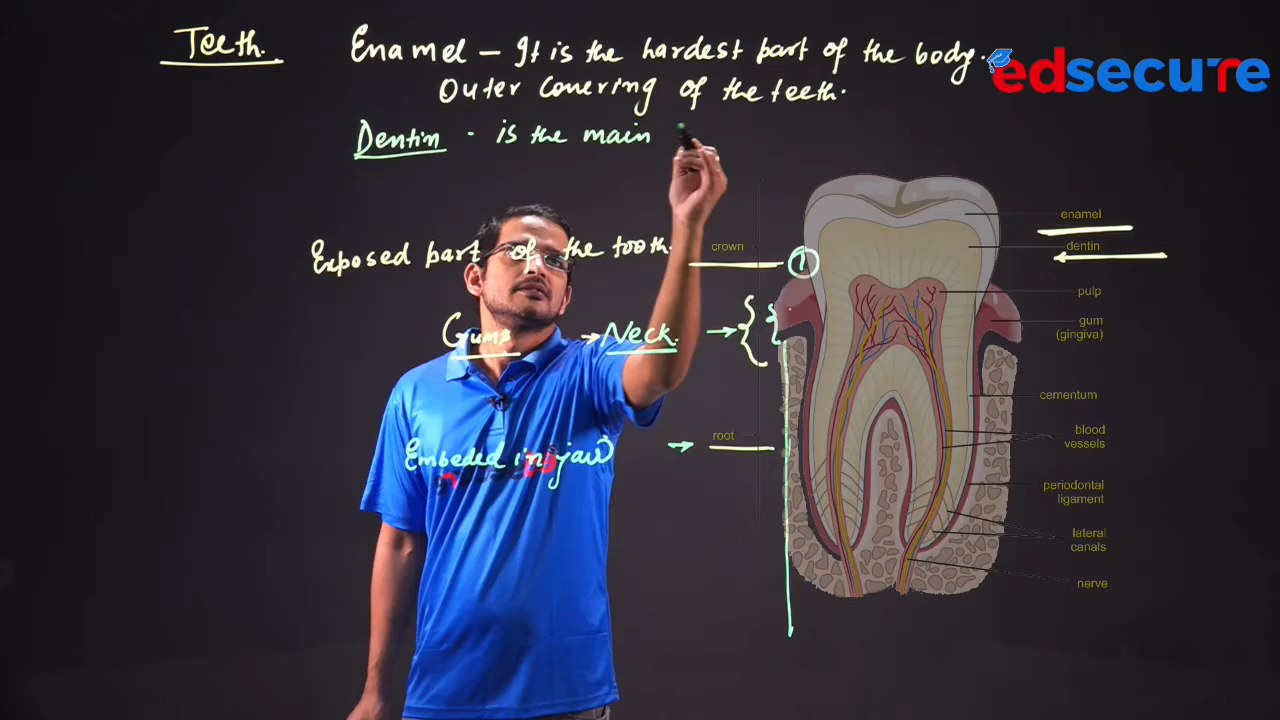 Teeth.
Enamel – It is the hardest part of the body.
Outer Covering of the teeth.
edsecure
Dentin - is the main
enamel
dentin
Exposed part of the tooth.
crown
1
pulp
gum
(gingiva)
Gums → Neck. →
cementum
blood
vessels
Embeded in jaw → root
periodontal
ligament
lateral
canals
nerve